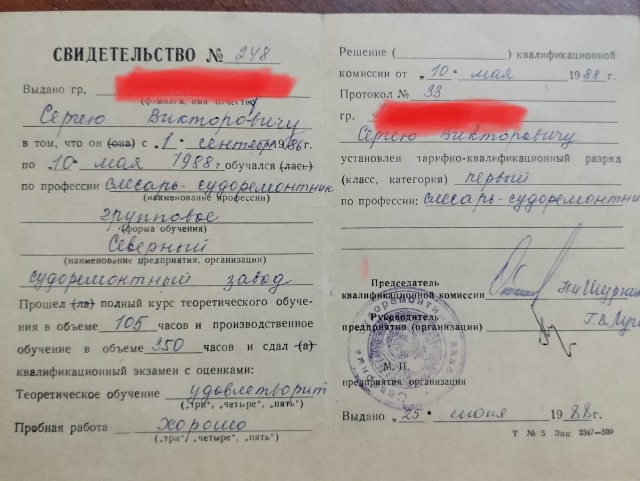 СВИДЕТЕЛЬСТВО № 248
Выдано гр.
(фамилия, имя отчество)
Сергею Викторовичу
в том, что он (она) с „1“ сентября 1986 г.
по 10 мая 1988 г. обучался (лась)
по профессии слесарь-судоремонтник
(наименование профессии)
групповое
(форма обучения)
Северный
(наименование предприятия, организации)
судоремонтный завод
Прошел (ла) полный курс теоретического обуче-
ния в объеме 105 часов и производственное
обучение в объеме 350 часов и сдал (а)
квалификационный экзамен с оценками:
Теоретическое обучение удовлетворит
(„три“, „четыре“, „пять“)
Пробная работа хорошо
(„три“, „четыре“, „пять“)
Решение () квалификационной
комиссии от „10“ мая 1988 г.
Протокол № 33
гр.
Сергею Викторовичу
установлен тарифно-квалификационный разряд
(класс, категория) первый
по профессии: слесарь-судоремонтник
Председатель
квалификационной комиссии
Руководитель
предприятия (организации)
М. П.
предприятия, организации
Выдано „25“ июня 1988 г.
Т № 5 Зак 2347—500